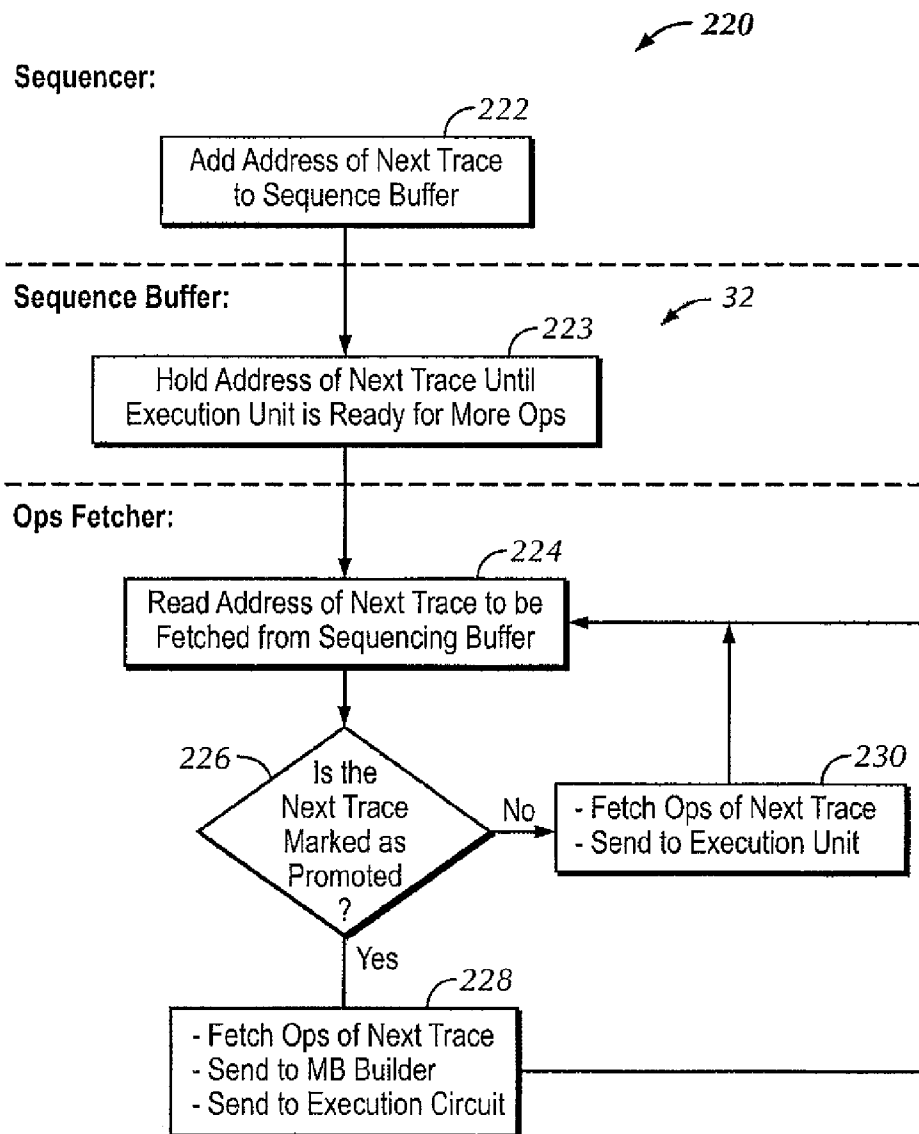 220
Sequencer:
222
Add Address of Next Trace
to Sequence Buffer
Sequence Buffer:
32
223
Hold Address of Next Trace Until
Execution Unit is Ready for More Ops
Ops Fetcher:
224
Read Address of Next Trace to be
Fetched from Sequencing Buffer
226
Is the
Next Trace
Marked as
Promoted
?
No
230
- Fetch Ops of Next Trace
- Send to Execution Unit
Yes
228
- Fetch Ops of Next Trace
- Send to MB Builder
- Send to Execution Circuit